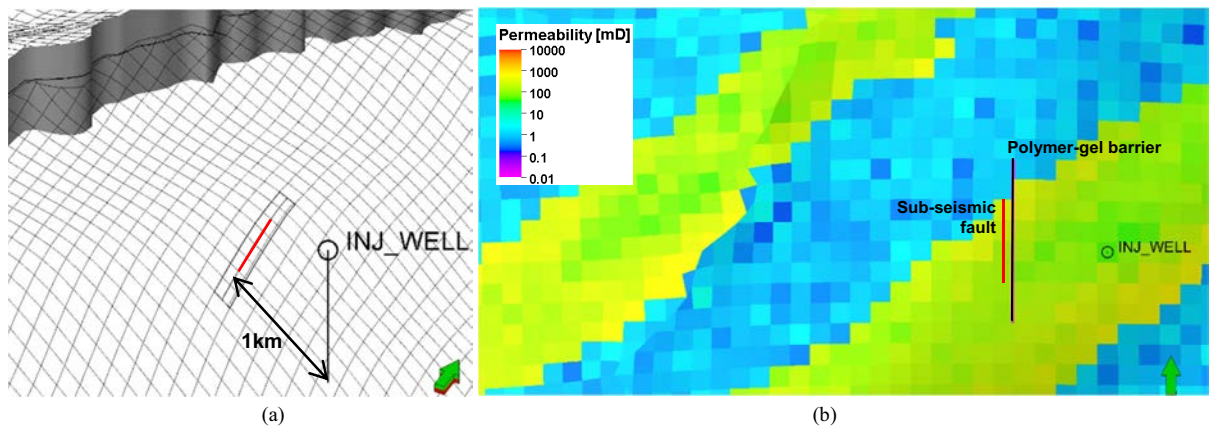 INJ_WELL
1km
(a)
Permeability [mD]
10000
1000
100
10
1
0.1
0.01
Polymer-gel barrier
Sub-seismic
fault
INJ_WELL
(b)